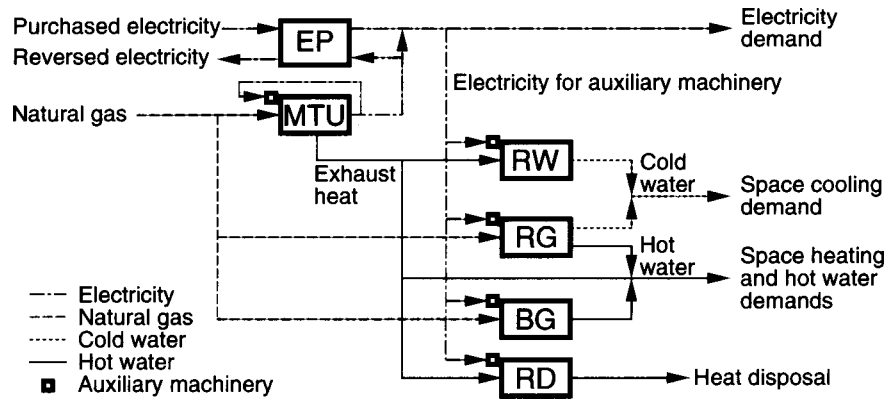 Purchased electricity
Reversed electricity
EP
Electricity
demand
Electricity for auxiliary machinery
Natural gas
MTU
Exhaust
heat
RW
Cold
water
Space cooling
demand
RG
Hot
water
Space heating
and hot water
demands
BG
RD
Heat disposal
Electricity
Natural gas
Cold water
Hot water
Auxiliary machinery